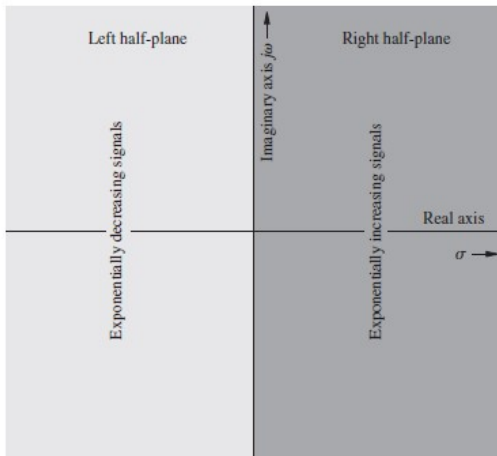 Left half-plane
Right half-plane
Imaginary axis jω
Exponentially decreasing signals
Exponentially increasing signals
Real axis
σ